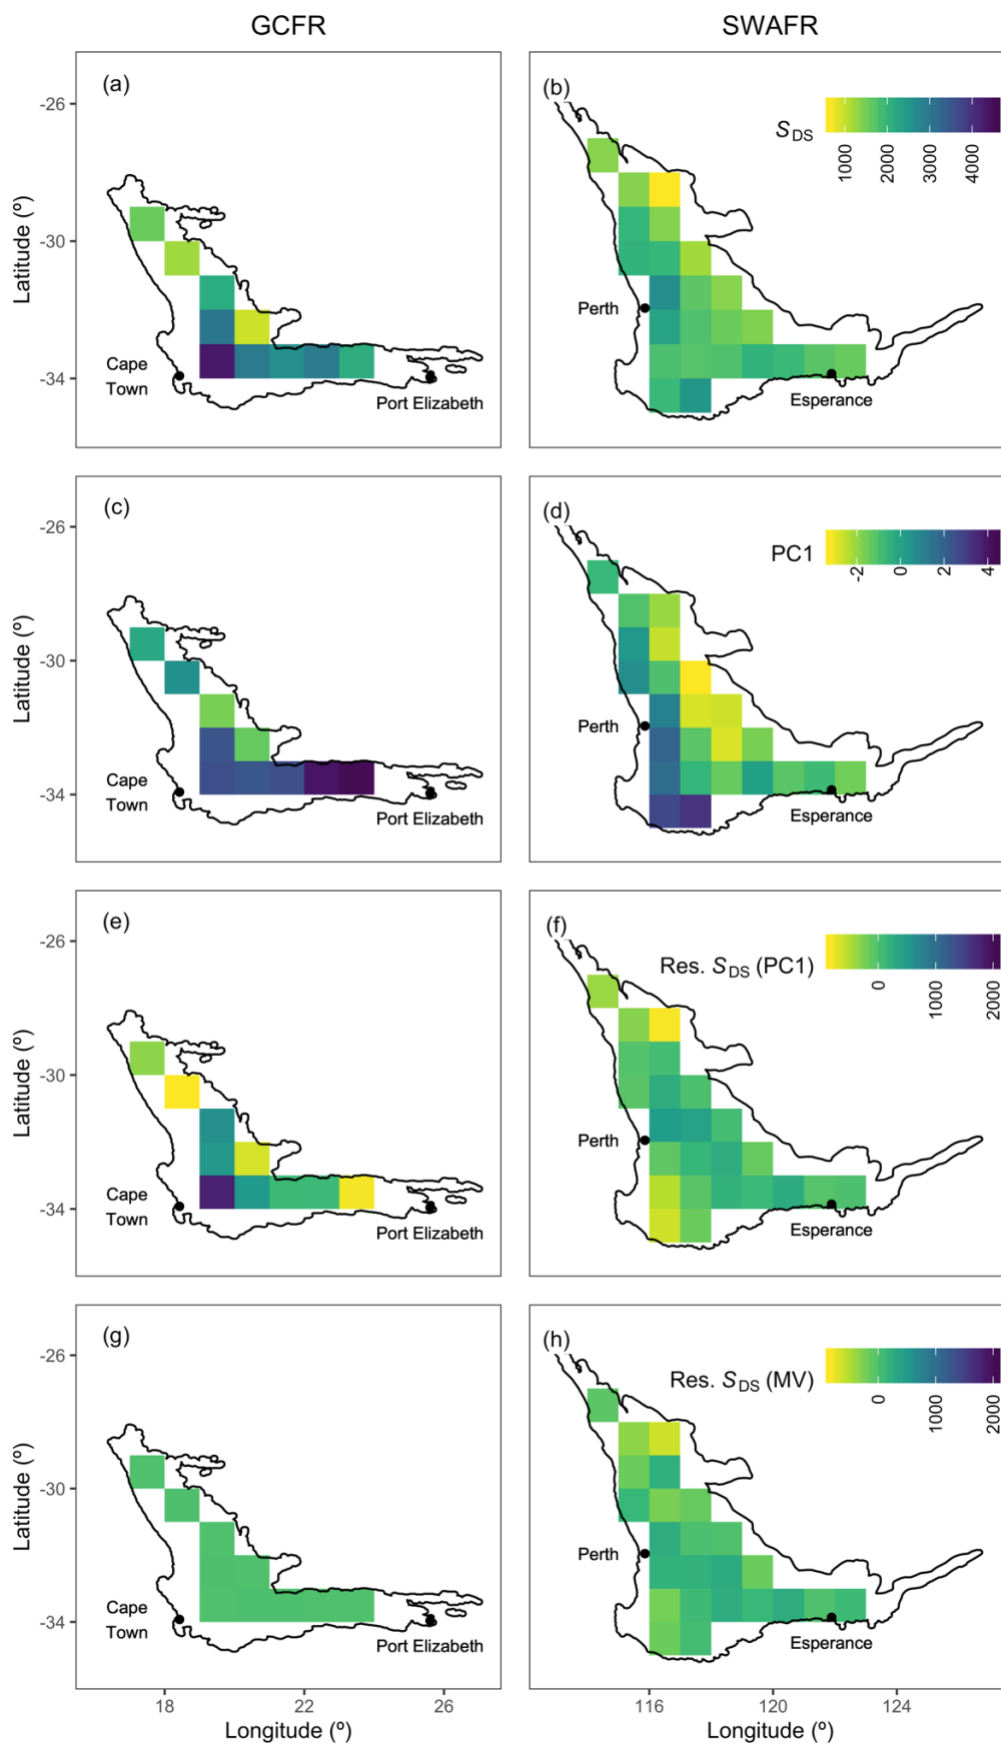 GCFR
SWAFR
(a)
-26
-30
-34
Latitude (º)
Cape
Town
Port Elizabeth
(b)
SDS
1000
2000
3000
4000
Perth
Esperance
(c)
-26
-30
-34
Latitude (º)
Cape
Town
Port Elizabeth
(d)
PC1
-2
0
2
4
Perth
Esperance
(e)
-26
-30
-34
Latitude (º)
Cape
Town
Port Elizabeth
(f)
Res. SDS (PC1)
0
1000
2000
Perth
Esperance
(g)
-26
-30
-34
Latitude (º)
Cape
Town
Port Elizabeth
18
22
26
Longitude (º)
(h)
Res. SDS (MV)
0
1000
2000
Perth
Esperance
116
120
124
Longitude (º)